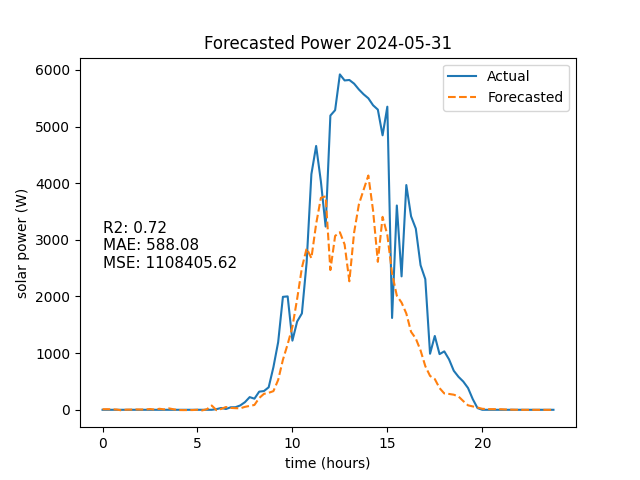 Forecasted Power 2024-05-31
Actual
Forecasted
R2: 0.72
MAE: 588.08
MSE: 1108405.62
solar power (W)
6000
5000
4000
3000
2000
1000
0
0 5 10 15 20
time (hours)